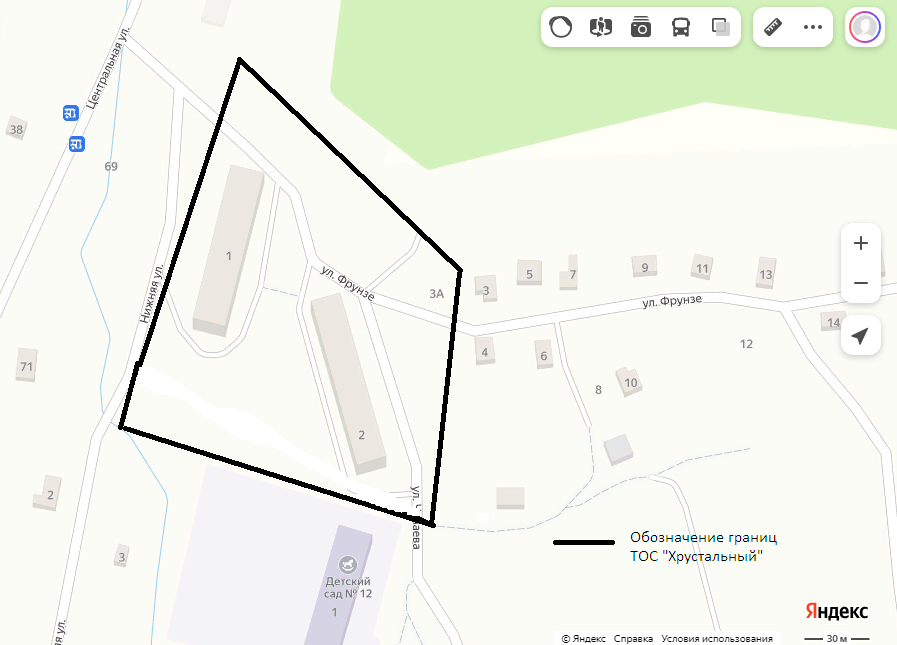 Центральная ул.
38
69
1
Нижняя ул.
ул. Фрунзе
3А
3
5
7
9
11
13
ул. Фрунзе
14
4
6
12
8
10
71
2
2
3
Детский
сад № 12
1
Обозначение границ
ТОС "Хрустальный"
Яндекс
© Яндекс Справка Условия использования
30 м